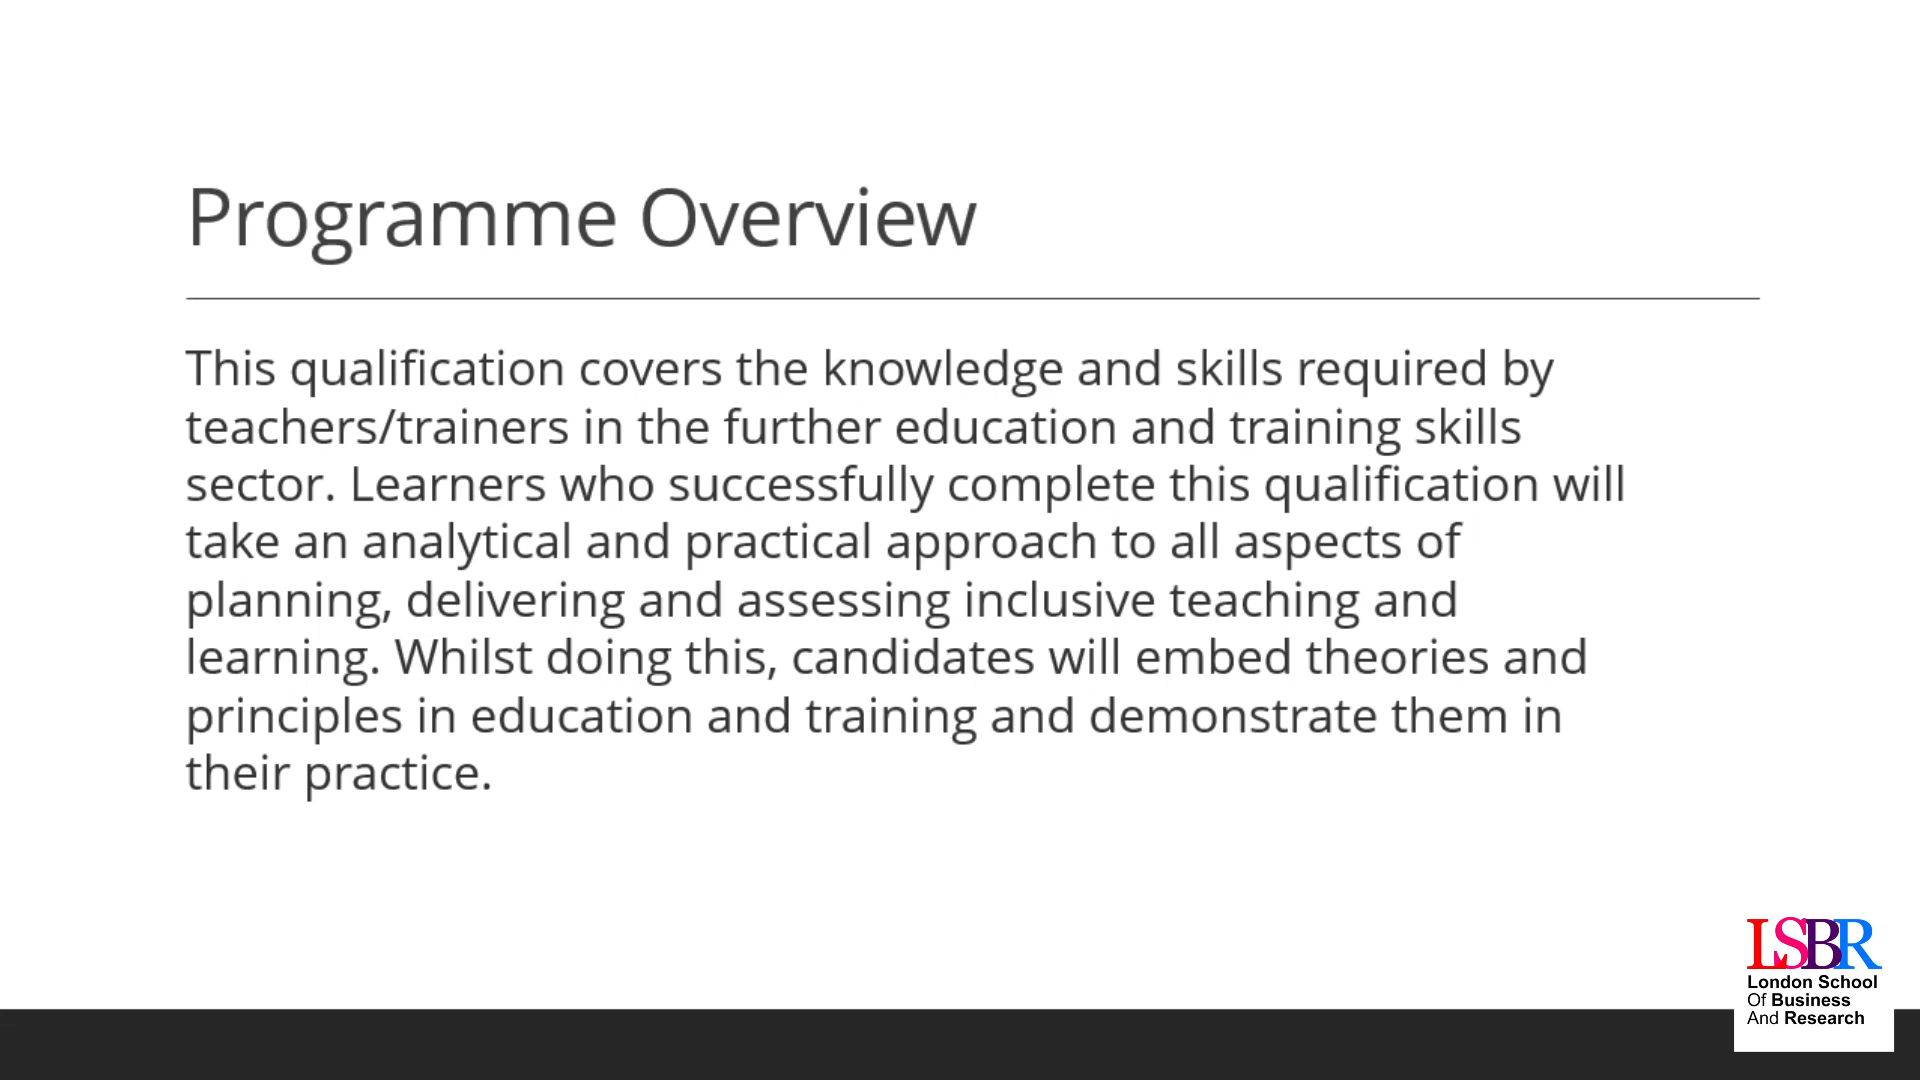 Programme Overview
This qualification covers the knowledge and skills required by
teachers/trainers in the further education and training skills
sector. Learners who successfully complete this qualification will
take an analytical and practical approach to all aspects of
planning, delivering and assessing inclusive teaching and
learning. Whilst doing this, candidates will embed theories and
principles in education and training and demonstrate them in
their practice.
LSBR
London School
Of Business
And Research